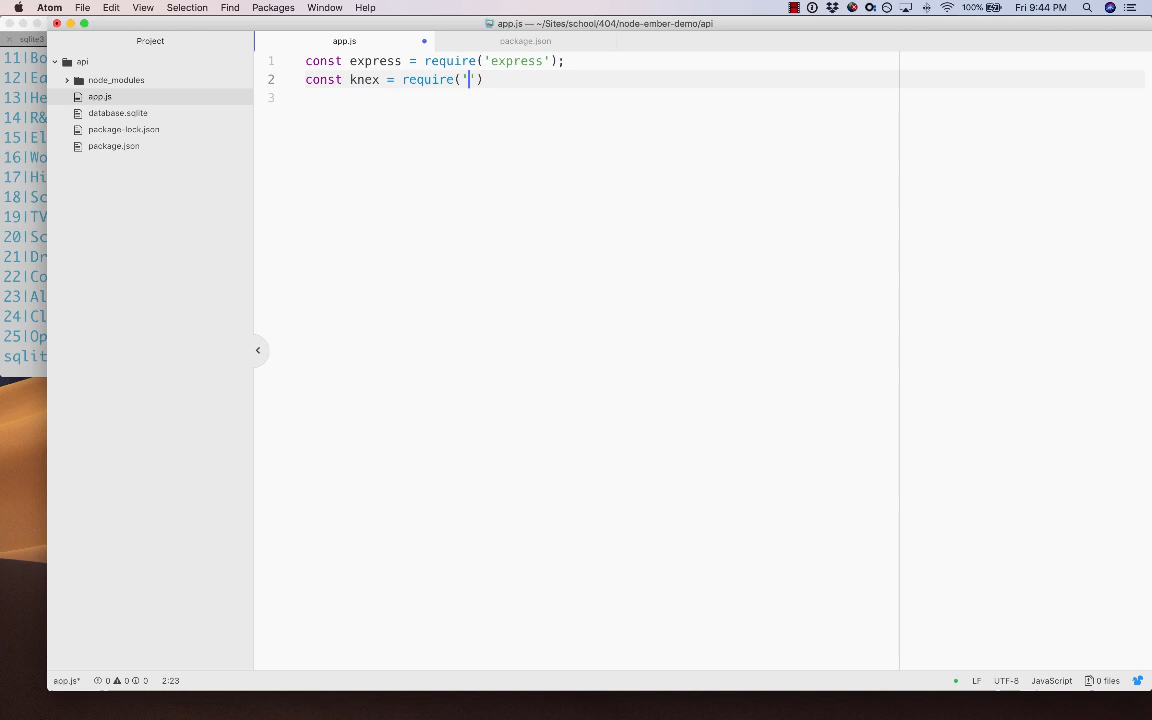 Atom File Edit View Selection Find Packages Window Help 100% Fri 9:44 PM
app.js — ~/Sites/school/404/node-ember-demo/api
sqlite3
Project
app.js
package.json
11|Bo
12|Ea
13|He
14|R&
15|El
16|Wo
17|Hi
18|Sc
19|TV
20|Sc
21|Dr
22|Co
23|Al
24|Cl
25|Op
sqlit
api
node_modules
app.js
database.sqlite
package-lock.json
package.json
1 const express = require('express');
2 const knex = require('')
3
app.js* 0 0 0 2:23 LF UTF-8 JavaScript 0 files